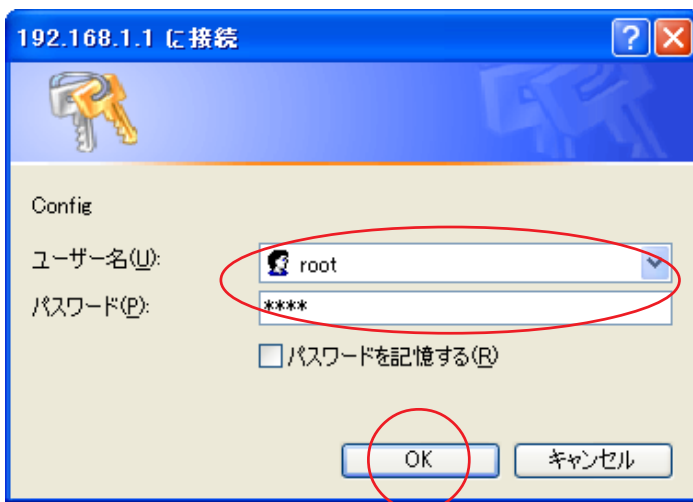 192.168.1.1 に接続
Config
ユーザー名(U):
root
パスワード(P):
****
パスワードを記憶する(R)
OK
キャンセル